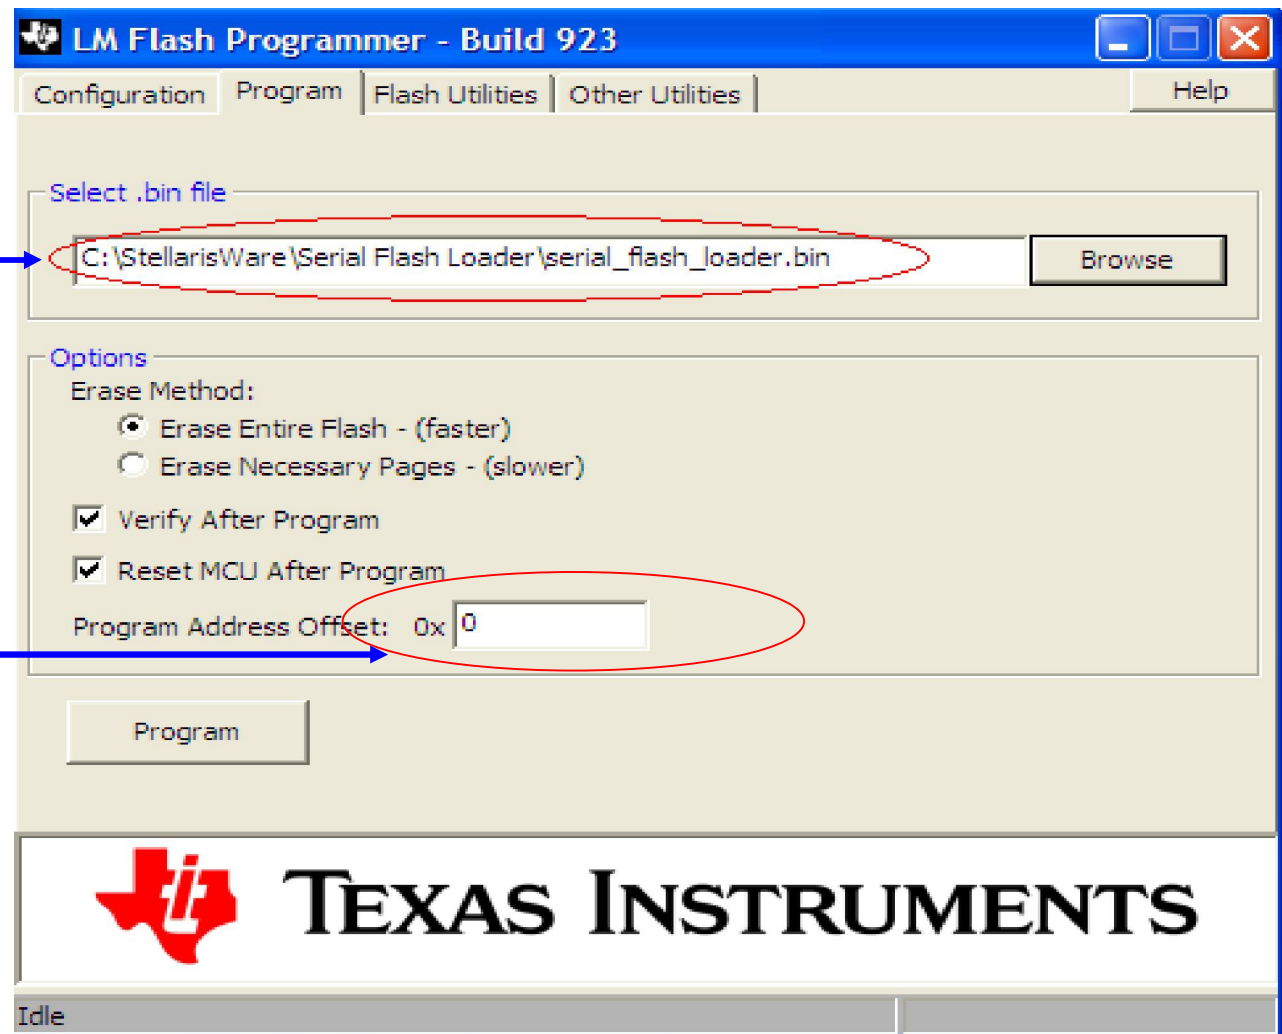 LM Flash Programmer - Build 923
Configuration Program Flash Utilities Other Utilities Help
Select .bin file
C:\StellarisWare\Serial Flash Loader\serial_flash_loader.bin Browse
Options
Erase Method:
Erase Entire Flash - (faster)
Erase Necessary Pages - (slower)
Verify After Program
Reset MCU After Program
Program Address Offset: 0x 0
Program
TEXAS INSTRUMENTS
Idle